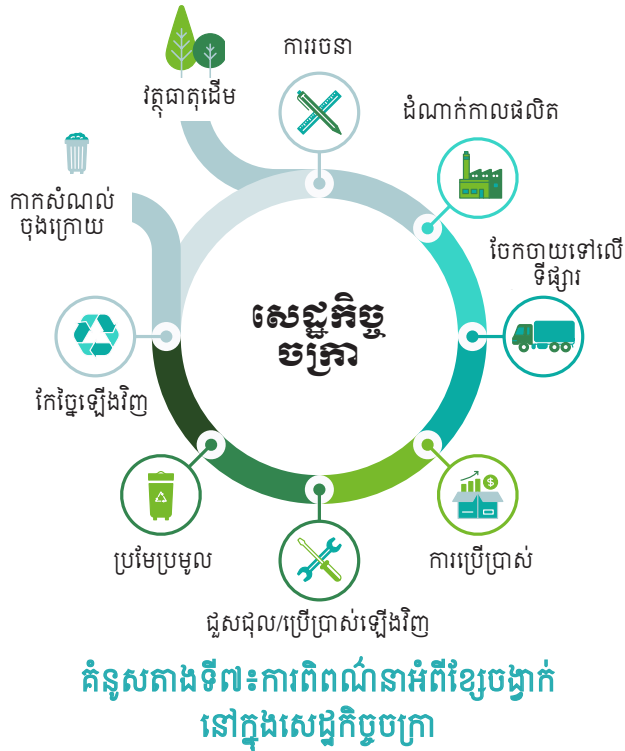 ការរចនា
វត្ថុធាតុដើម
ដំណាក់កាលផលិត
កាកសំណល់
ចុងក្រោយ
ចែកចាយទៅលើ
ទីផ្សារ
សេដ្ឋកិច្ច
ចក្រា
កែច្នៃឡើងវិញ
ប្រមែប្រមូល
ការប្រើប្រាស់
ជួសជុល/ប្រើប្រាស់ឡើងវិញ
គំនូសតាងទី៧៖ការពិពណ៌នាអំពីខ្សែចង្វាក់
នៅក្នុងសេដ្ឋកិច្ចចក្រា